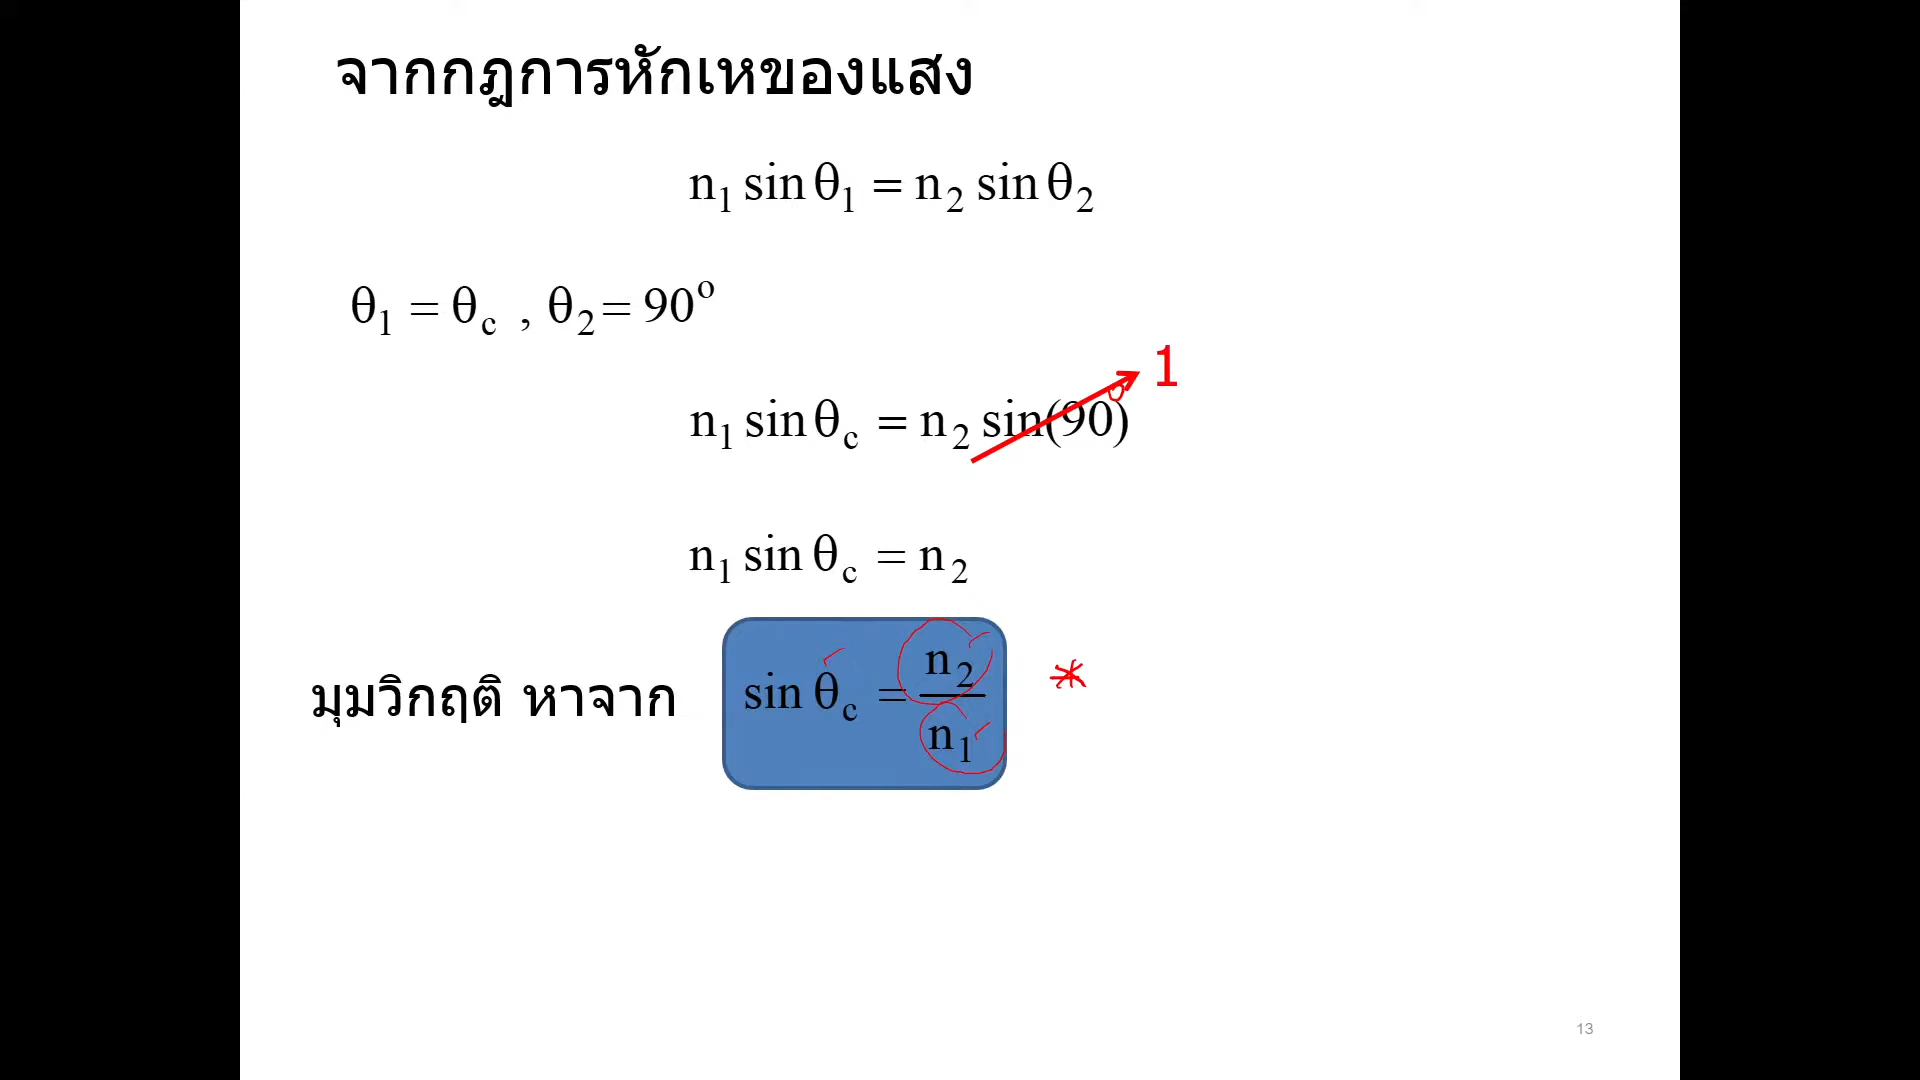 จากกฎการหักเหของแสง
n₁ sin θ₁ = n₂ sin θ₂
θ₁ = θc , θ₂ = 90°
1
n₁ sin θc = n₂ sin(90°)
n₁ sin θc = n₂
มุมวิกฤติ หาจาก sin θc = n₂/n₁ *
13